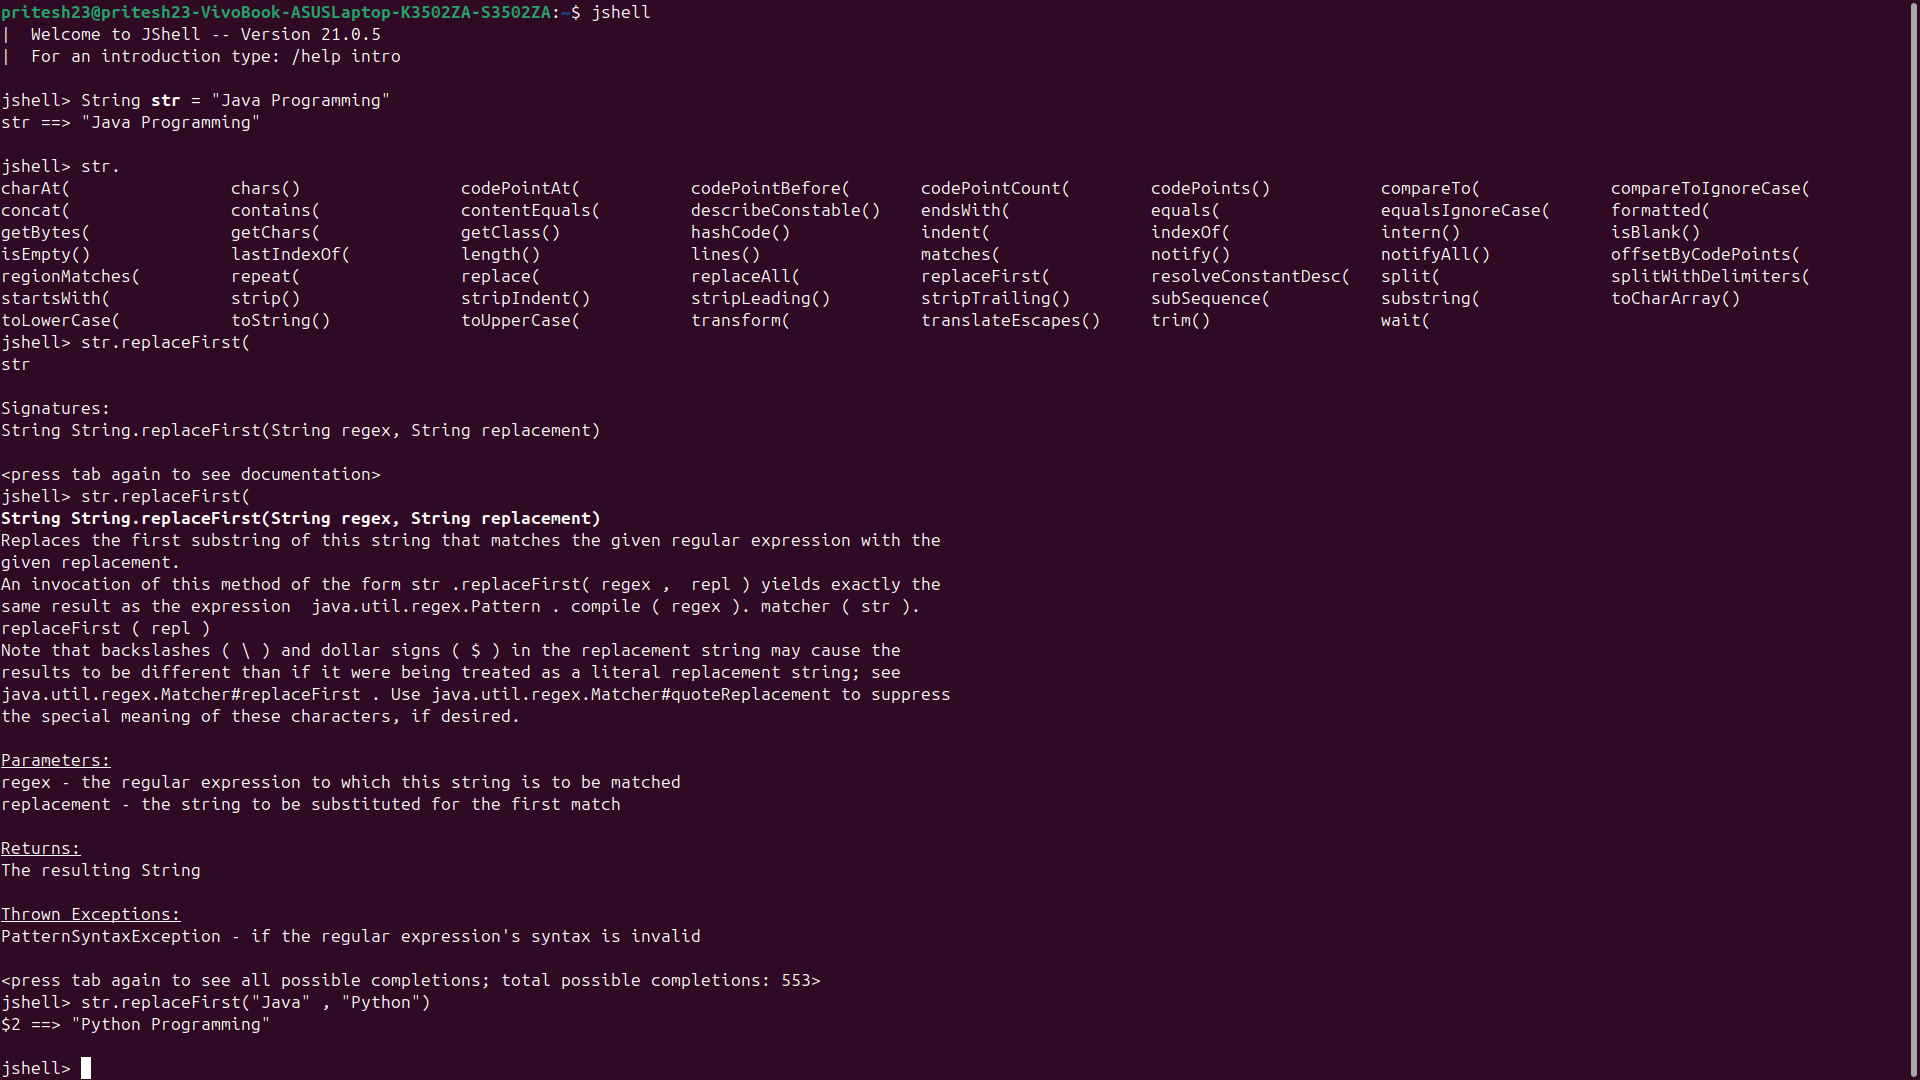 pritesh23@pritesh23-VivoBook-ASUSLaptop-K3502ZA-S3502ZA:~$ jshell
|  Welcome to JShell -- Version 21.0.5
|  For an introduction type: /help intro

jshell> String str = "Java Programming"
str ==> "Java Programming"

jshell> str.
charAt(                chars()                codePointAt(           codePointBefore(       codePointCount(        codePoints()           compareTo(             compareToIgnoreCase(
concat(                contains(              contentEquals(         describeConstable()    endsWith(              equals(                equalsIgnoreCase(      formatted(
getBytes(              getChars(              getClass()             hashCode()             indent(                indexOf(               intern()               isBlank()
isEmpty()              lastIndexOf(           length()               lines()                matches(               notify()               notifyAll()            offsetByCodePoints(
regionMatches(         repeat(                replace(               replaceAll(            replaceFirst(          resolveConstantDesc(   split(                 splitWithDelimiters(
startsWith(            strip()                stripIndent()          stripLeading()         stripTrailing()        subSequence(           substring(             toCharArray()
toLowerCase(           toString()             toUpperCase(           transform(             translateEscapes()     trim()                 wait(
jshell> str.replaceFirst(
str

Signatures:
String String.replaceFirst(String regex, String replacement)

<press tab again to see documentation>
jshell> str.replaceFirst(
String String.replaceFirst(String regex, String replacement)
Replaces the first substring of this string that matches the given regular expression with the
given replacement.
An invocation of this method of the form str .replaceFirst( regex ,  repl ) yields exactly the
same result as the expression  java.util.regex.Pattern . compile ( regex ). matcher ( str ).
replaceFirst ( repl )
Note that backslashes ( \ ) and dollar signs ( $ ) in the replacement string may cause the
results to be different than if it were being treated as a literal replacement string; see
java.util.regex.Matcher#replaceFirst . Use java.util.regex.Matcher#quoteReplacement to suppress
the special meaning of these characters, if desired.

Parameters:
regex - the regular expression to which this string is to be matched
replacement - the string to be substituted for the first match

Returns:
The resulting String

Thrown Exceptions:
PatternSyntaxException - if the regular expression's syntax is invalid

<press tab again to see all possible completions; total possible completions: 553>
jshell> str.replaceFirst("Java" , "Python")
$2 ==> "Python Programming"

jshell>